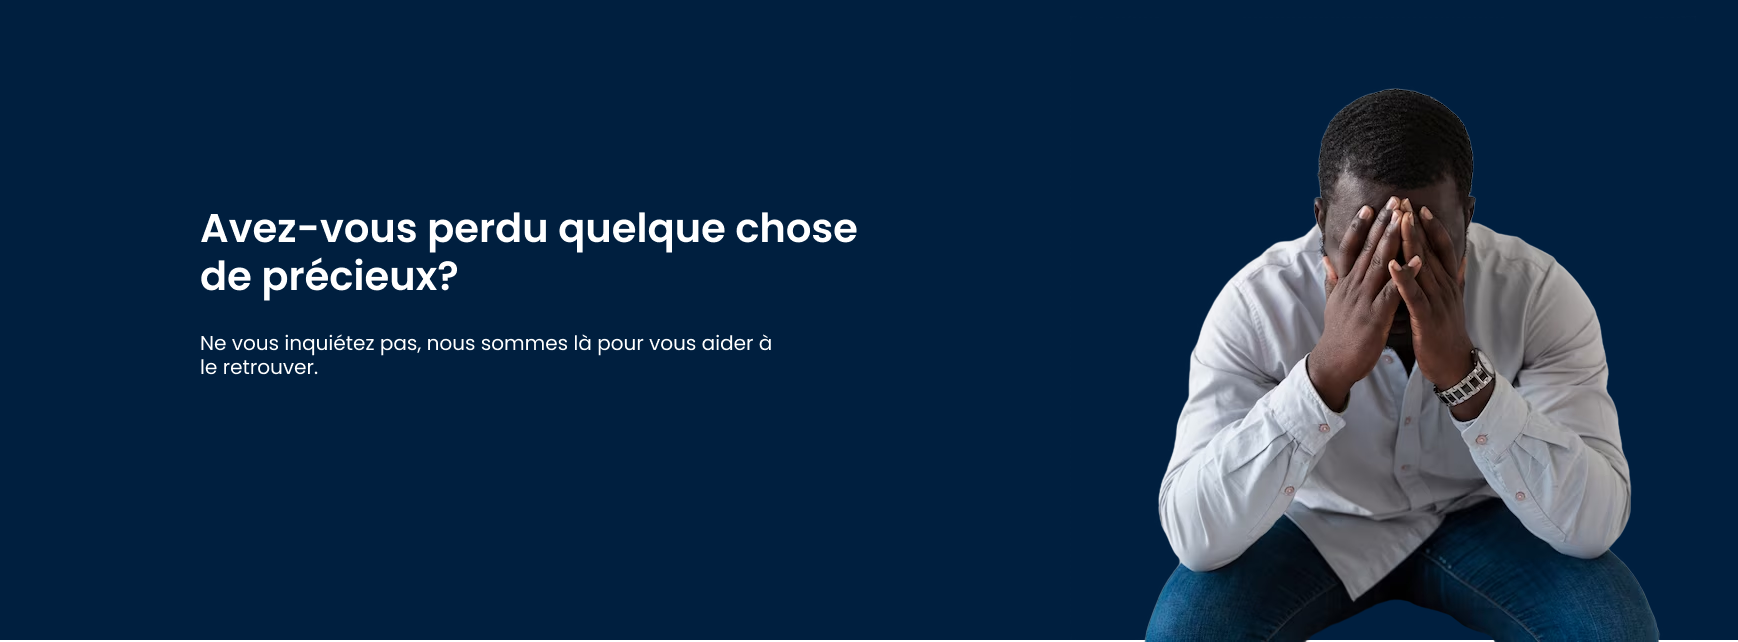 Avez-vous perdu quelque chose
de précieux?
Ne vous inquiétez pas, nous sommes là pour vous aider à
le retrouver.